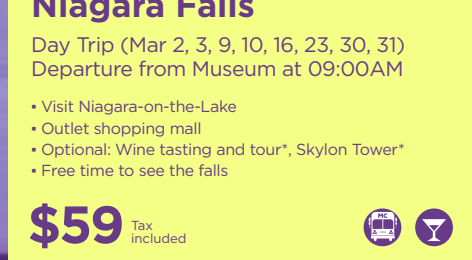 Niagara Falls
Day Trip (Mar 2, 3, 9, 10, 16, 23, 30, 31)
Departure from Museum at 09:00AM
▪ Visit Niagara-on-the-Lake
▪ Outlet shopping mall
▪ Optional: Wine tasting and tour*, Skylon Tower*
▪ Free time to see the falls
$59 Tax
included
MC